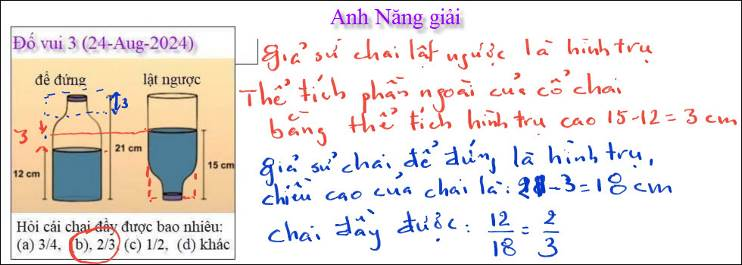 Anh Năng giải
Đố vui 3 (24-Aug-2024)
để đứng
lật ngược
3
3
21 cm
12 cm
15 cm
Hỏi cái chai đầy được bao nhiêu:
(a) 3/4, (b), 2/3, (c) 1/2, (d) khác
giả sử chai lật ngược là hình trụ
Thể tích phần ngoài của cổ chai
bằng thể tích hình trụ cao 15-12 = 3 cm
giả sử chai để đứng là hình trụ,
chiều cao của chai là: 21-3=18 cm
chai đầy được: 12/18 = 2/3